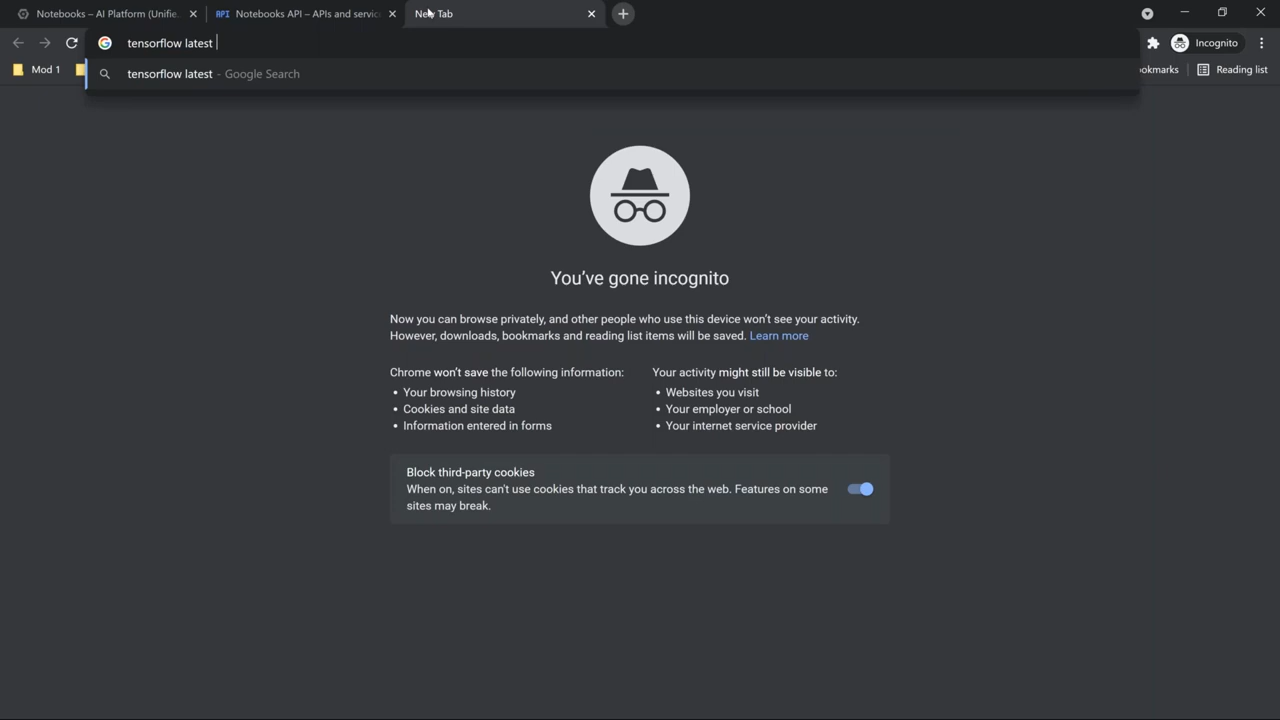 Notebooks – AI Platform (Unifie
API Notebooks API – APIs and servic
New Tab
tensorflow latest
Incognito
Mod 1
tensorflow latest - Google Search
okmarks
Reading list
You've gone incognito
Now you can browse privately, and other people who use this device won't see your activity.
However, downloads, bookmarks and reading list items will be saved. Learn more
Chrome won't save the following information:
• Your browsing history
• Cookies and site data
• Information entered in forms
Your activity might still be visible to:
• Websites you visit
• Your employer or school
• Your internet service provider
Block third-party cookies
When on, sites can't use cookies that track you across the web. Features on some
sites may break.